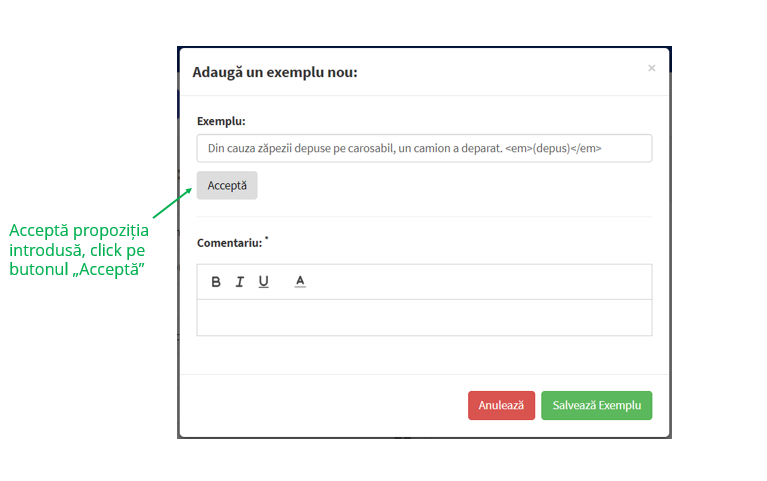 Adaugă un exemplu nou:
×
Exemplu:
Din cauza zăpezii depuse pe carosabil, un camion a deparat. <em>(depus)</em>
Acceptă
Acceptă propoziția
introdusă, click pe
butonul „Acceptă”
Comentariu: *
B I U A
Anulează Salvează Exemplu